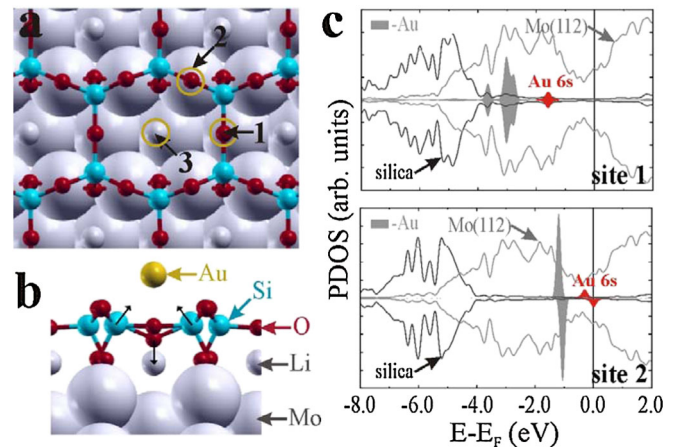 a
2
1
3
b
Au
Si
O
Li
Mo
c
-Au
Mo(112)
Au 6s
silica
site 1
-Au
Mo(112)
Au 6s
silica
site 2
PDOS (arb. units)
-8.0 -6.0 -4.0 -2.0 0.0 2.0
E-E_F (eV)